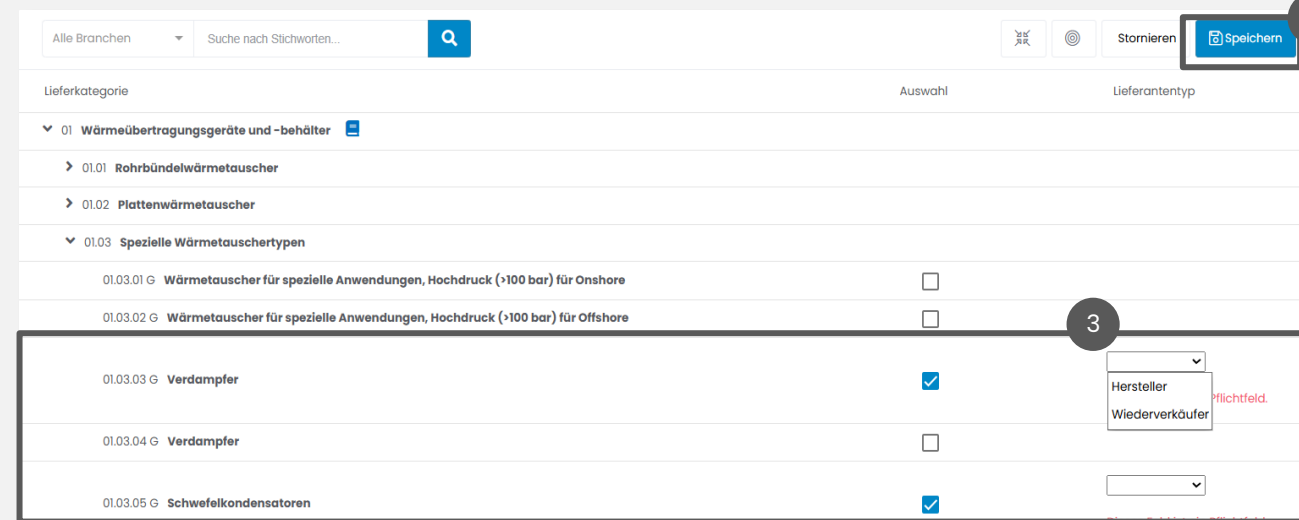 Alle Branchen Suche nach Stichworten... Stornieren Speichern
Lieferkategorie Auswahl Lieferantentyp
01 Wärmeübertragungsgeräte und -behälter
01.01 Rohrbündelwärmetauscher
01.02 Plattenwärmetauscher
01.03 Spezielle Wärmetauschertypen
01.03.01 G Wärmetauscher für spezielle Anwendungen, Hochdruck (>100 bar) für Onshore
01.03.02 G Wärmetauscher für spezielle Anwendungen, Hochdruck (>100 bar) für Offshore
3
01.03.03 G Verdampfer
Hersteller
Pflichtfeld.
Wiederverkäufer
01.03.04 G Verdampfer
01.03.05 G Schwefelkondensatoren